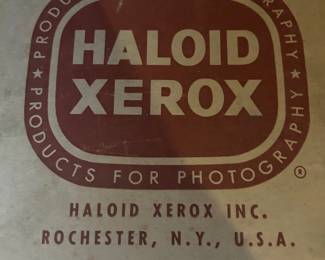 PRODUCTS FOR PHOTOGRAPHY
HALOID
XEROX
★ PRODUCTS FOR PHOTOGRAPHY ★
®
HALOID XEROX INC.
ROCHESTER, N.Y., U.S.A.